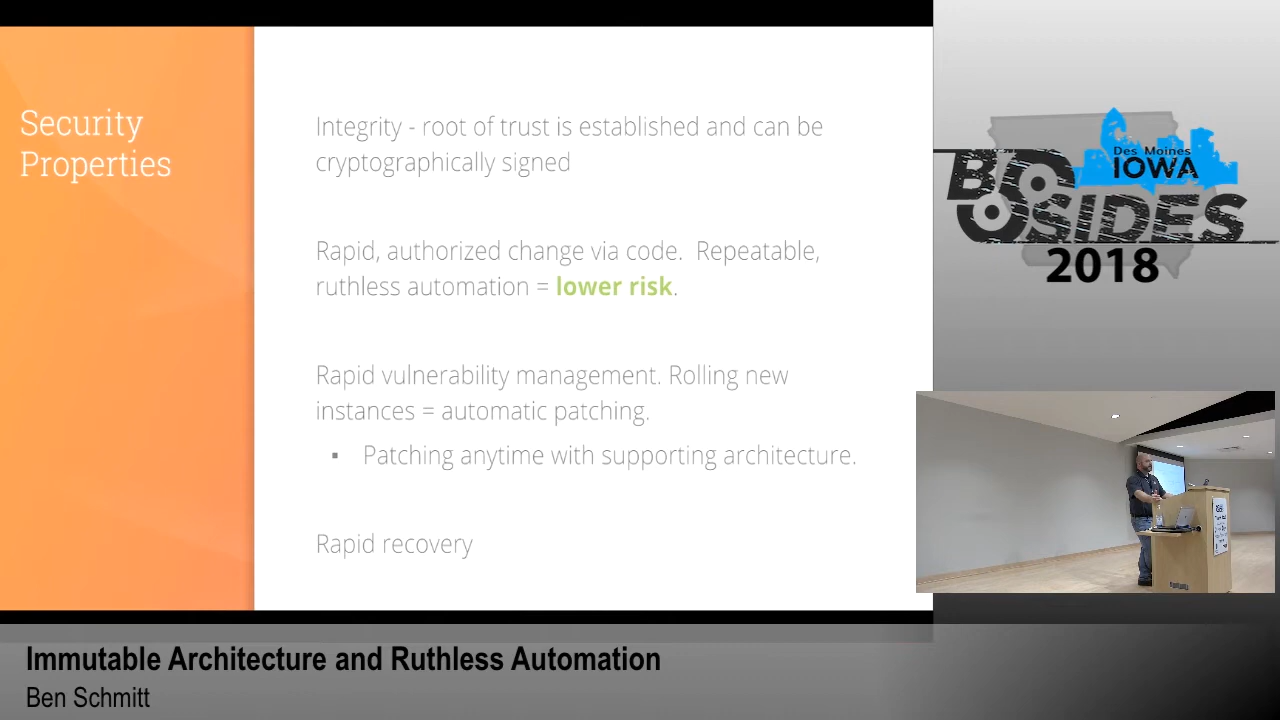 Security
Properties
Integrity - root of trust is established and can be
cryptographically signed
Rapid, authorized change via code. Repeatable,
ruthless automation = lower risk.
Rapid vulnerability management. Rolling new
instances = automatic patching.
▪ Patching anytime with supporting architecture.
Rapid recovery
Des Moines
IOWA
BSIDES
2018
Immutable Architecture and Ruthless Automation
Ben Schmitt